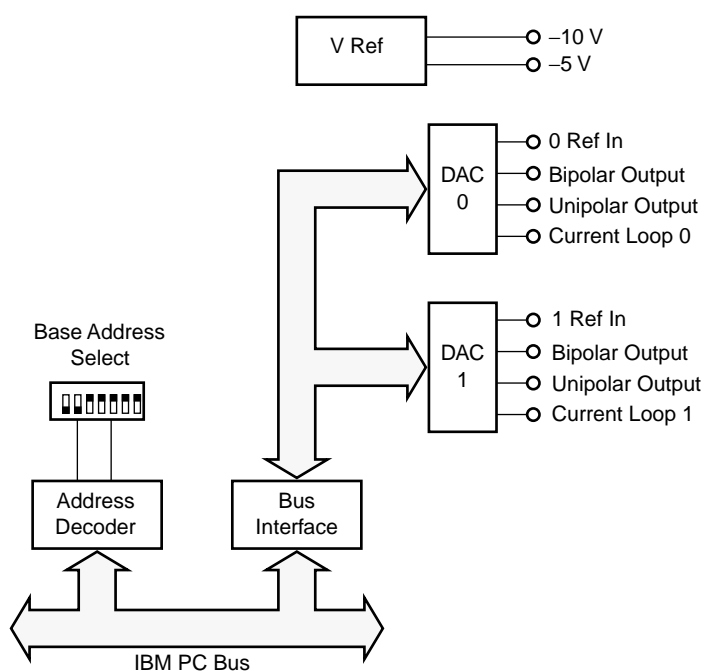 V Ref
–10 V
–5 V
DAC
0
0 Ref In
Bipolar Output
Unipolar Output
Current Loop 0
DAC
1
1 Ref In
Bipolar Output
Unipolar Output
Current Loop 1
Base Address
Select
Address
Decoder
Bus
Interface
IBM PC Bus